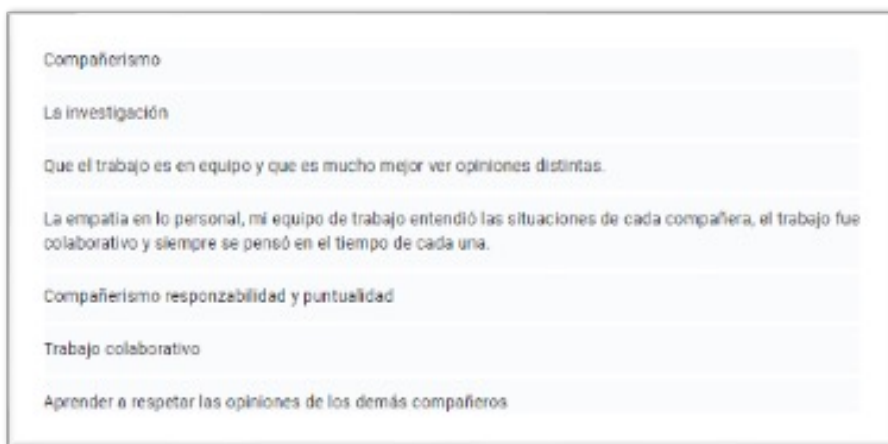 Compañerismo
La investigación
Que el trabajo es en equipo y que es mucho mejor ver opiniones distintas.
La empatia en lo personal, mi equipo de trabajo entendió las situaciones de cada compañera, el trabajo fue
colaborativo y siempre se pensó en el tiempo de cada una.
Compañerismo responzabilidad y puntualidad
Trabajo colaborativo
Aprender a respetar las opiniones de los demás compañeros